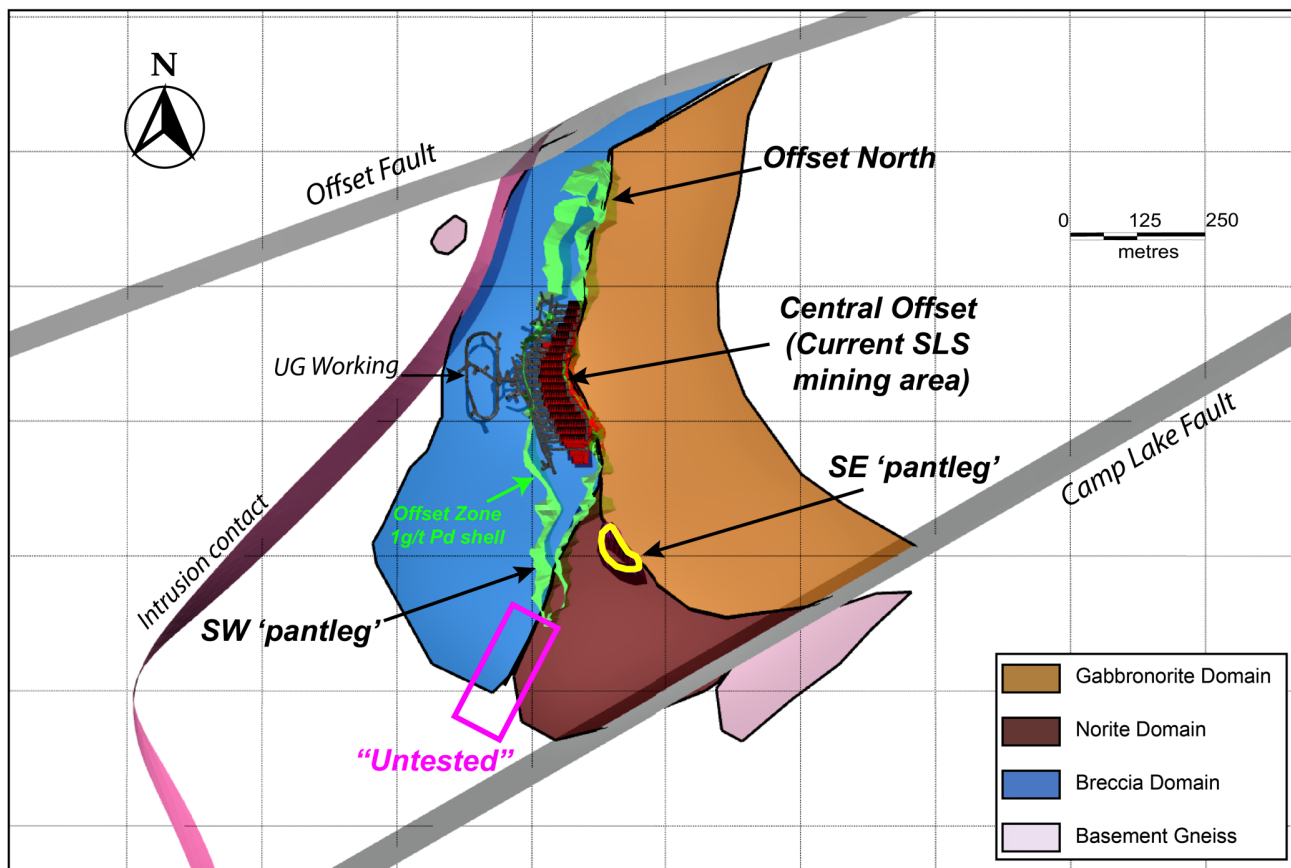 N
Offset Fault
Offset North
0 125 250
metres
Central Offset
(Current SLS
mining area)
UG Working
Camp Lake Fault
SE ‘pantleg’
Offset Zone
1g/t Pd shell
Intrusion contact
SW ‘pantleg’
“Untested”
Gabbronorite Domain
Norite Domain
Breccia Domain
Basement Gneiss